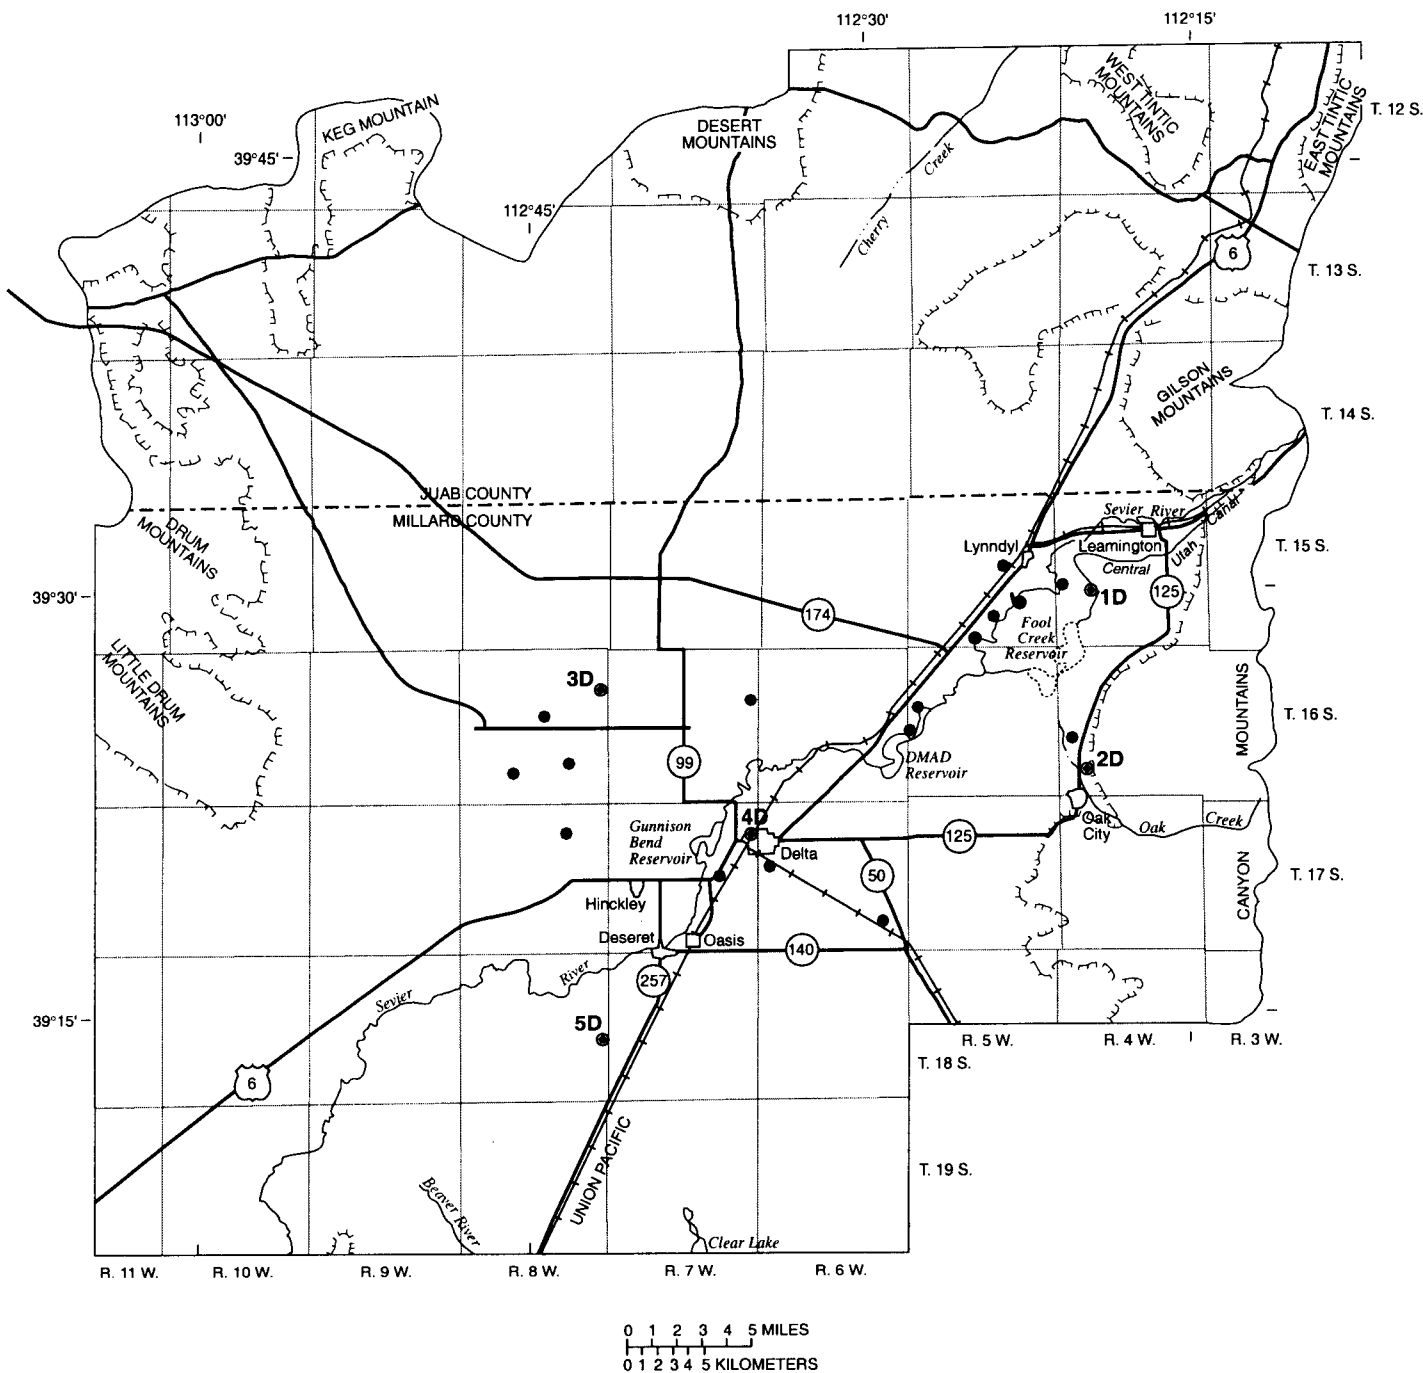 112°30'
112°15'
WEST TINTIC
MOUNTAINS
EAST TINTIC
MOUNTAINS
T. 12 S.
KEG MOUNTAIN
113°00'
39°45'
DESERT
MOUNTAINS
Cherry
Creek
112°45'
6
T. 13 S.
GILSON
MOUNTAINS
T. 14 S.
JUAB COUNTY
MILLARD COUNTY
DRUM
MOUNTAINS
Sevier River
Canal
Lynndyl
Leamington
Utah
Central
T. 15 S.
39°30'
1D
125
174
Fool
Creek
Reservoir
LITTLE DRUM
MOUNTAINS
3D
MOUNTAINS
T. 16 S.
99
DMAD
Reservoir
2D
4D
Gunnison
Bend
Reservoir
Delta
125
Oak
City
Oak
Creek
50
T. 17 S.
CANYON
Hinckley
Deseret
Oasis
140
257
Sevier
River
39°15'
5D
R. 5 W.
R. 4 W.
R. 3 W.
T. 18 S.
6
UNION PACIFIC
T. 19 S.
Beaver River
Clear Lake
R. 11 W.
R. 10 W.
R. 9 W.
R. 8 W.
R. 7 W.
R. 6 W.
0 1 2 3 4 5 MILES
0 1 2 3 4 5 KILOMETERS